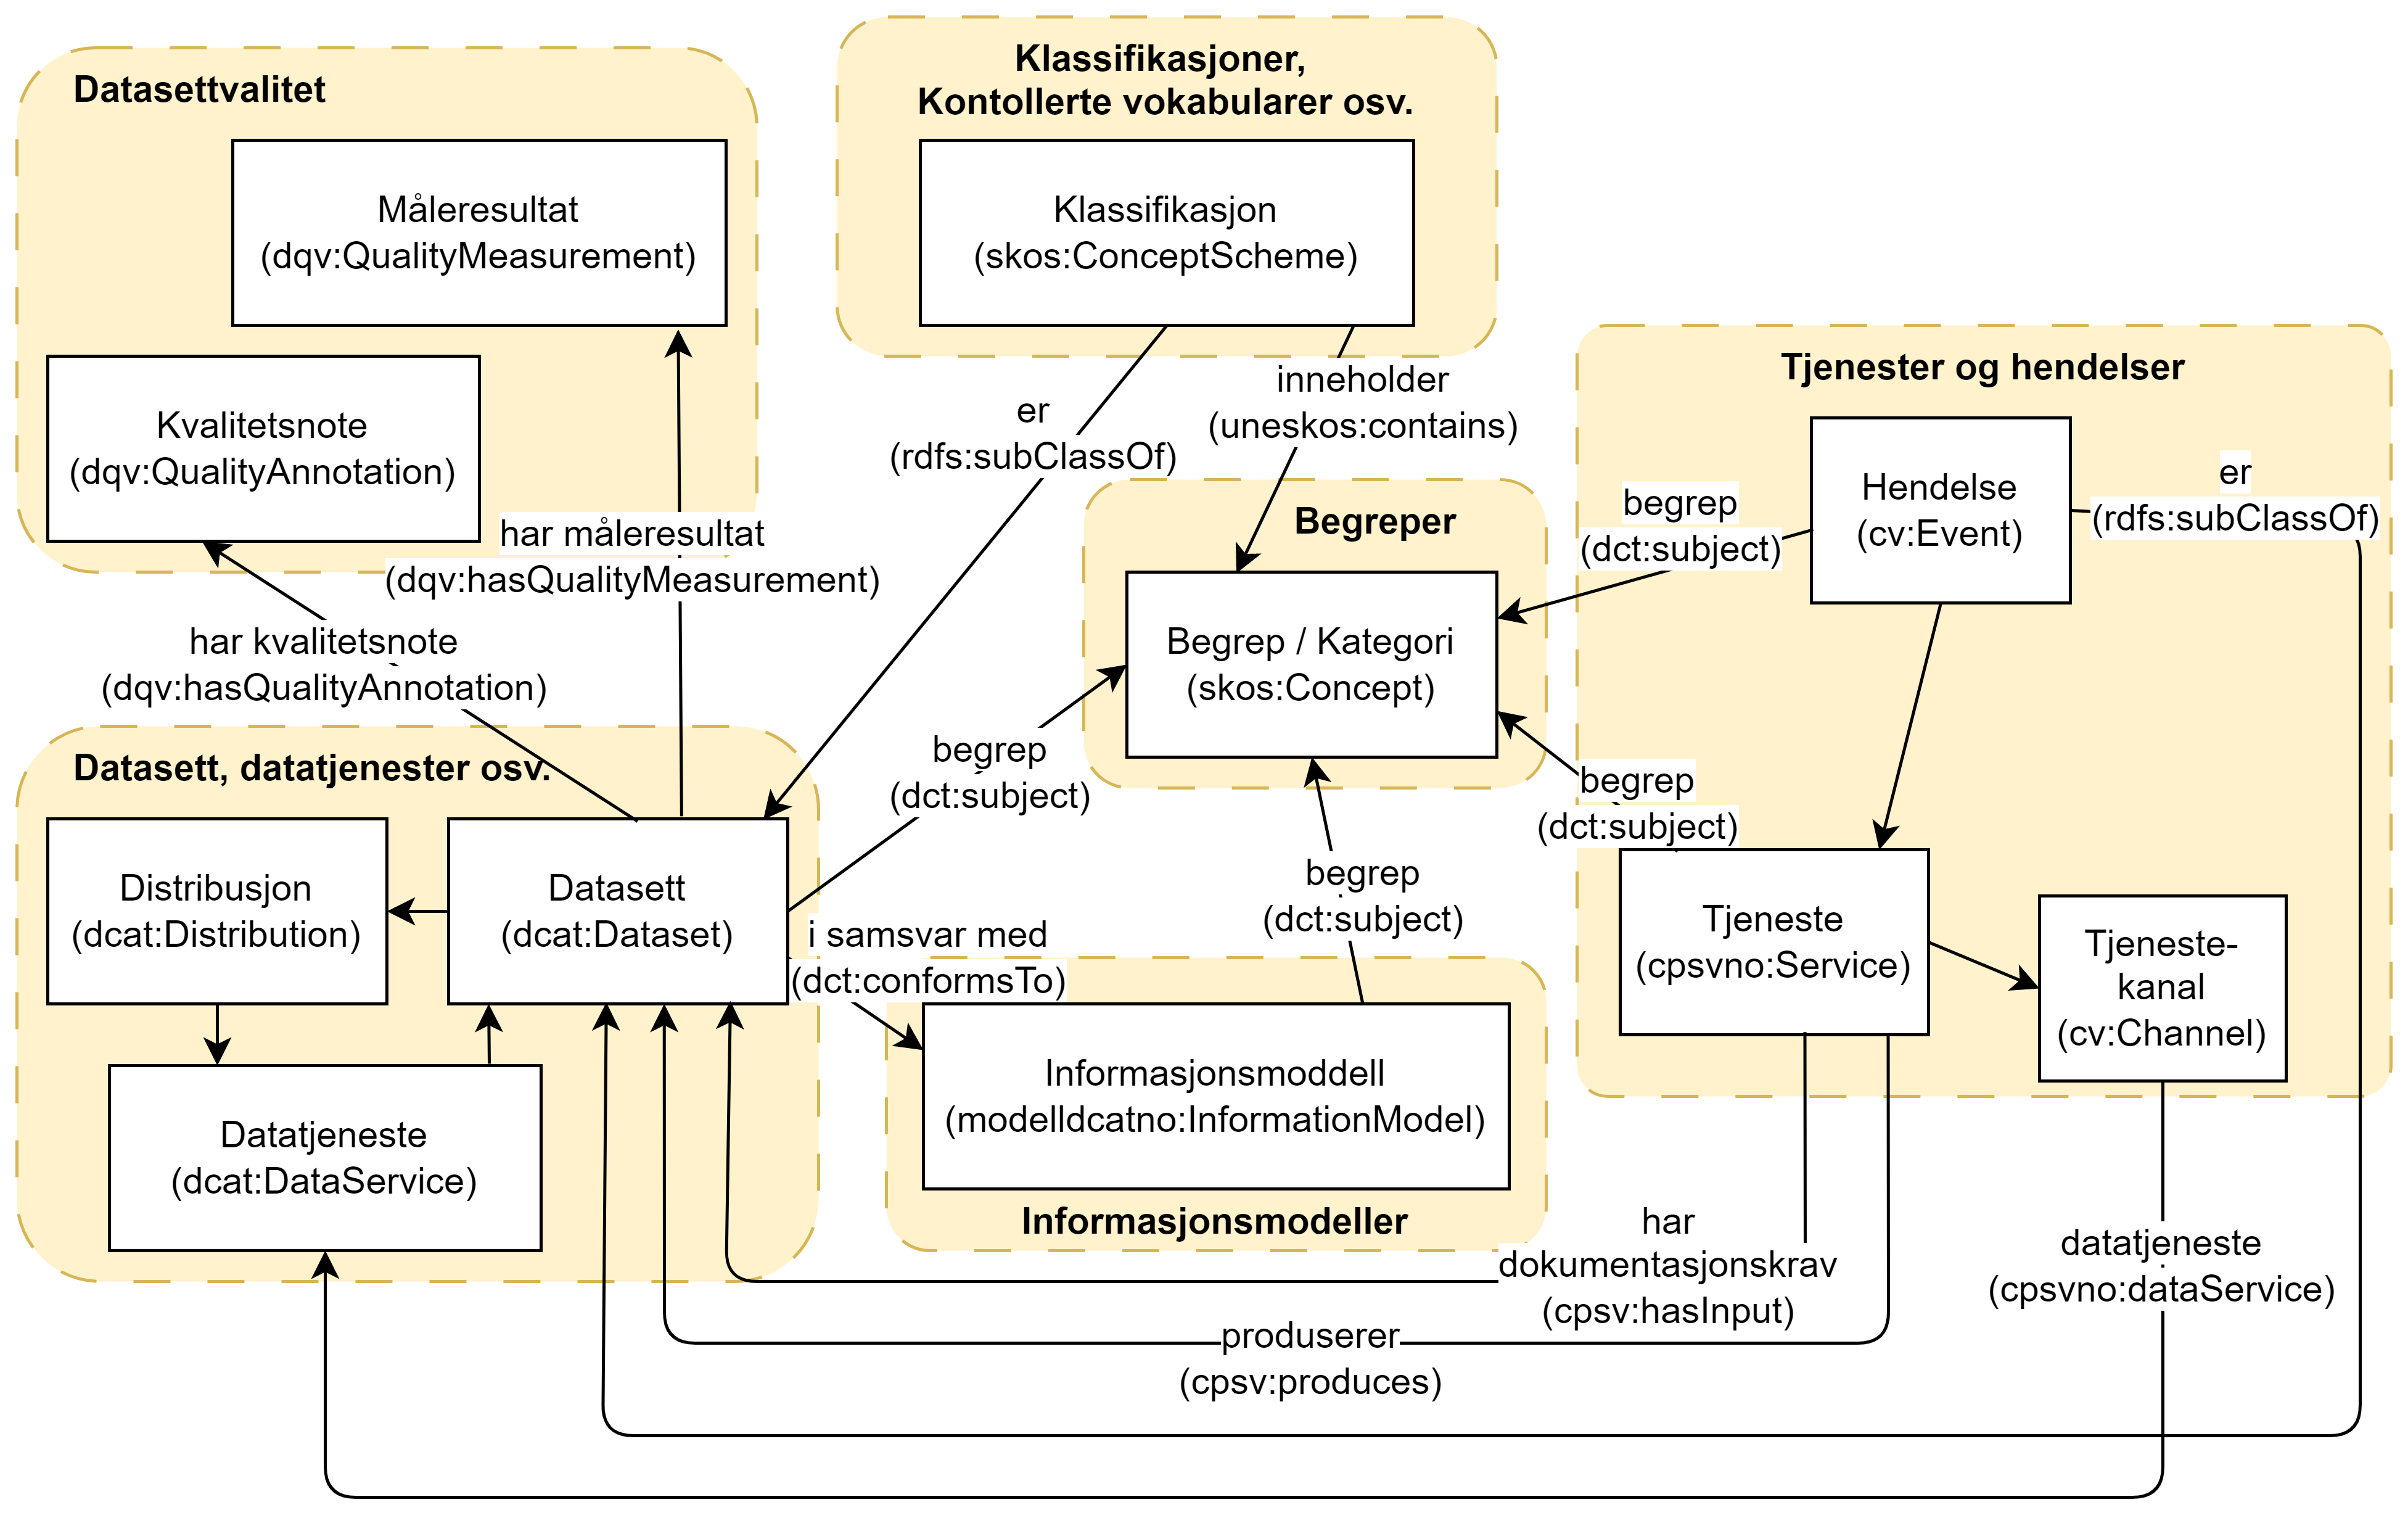 Datasettvalitet
Måleresultat
(dqv:QualityMeasurement)
Kvalitetsnote
(dqv:QualityAnnotation)
har måleresultat
(dqv:hasQualityMeasurement)
har kvalitetsnote
(dqv:hasQualityAnnotation)
Klassifikasjoner,
Kontollerte vokabularer osv.
Klassifikasjon
(skos:ConceptScheme)
er
(rdfs:subClassOf)
inneholder
(uneskos:contains)
Begreper
Begrep / Kategori
(skos:Concept)
Tjenester og hendelser
Hendelse
(cv:Event)
er
(rdfs:subClassOf)
begrep
(dct:subject)
begrep
(dct:subject)
Tjeneste
(cpsvno:Service)
Tjeneste-
kanal
(cv:Channel)
Datasett, datatjenester osv.
Distribusjon
(dcat:Distribution)
Datasett
(dcat:Dataset)
Datatjeneste
(dcat:DataService)
begrep
(dct:subject)
i samsvar med
(dct:conformsTo)
begrep
(dct:subject)
Informasjonsmoddell
(modelldcatno:InformationModel)
Informasjonsmodeller
har
dokumentasjonskrav
(cpsv:hasInput)
datatjeneste
(cpsvno:dataService)
produserer
(cpsv:produces)